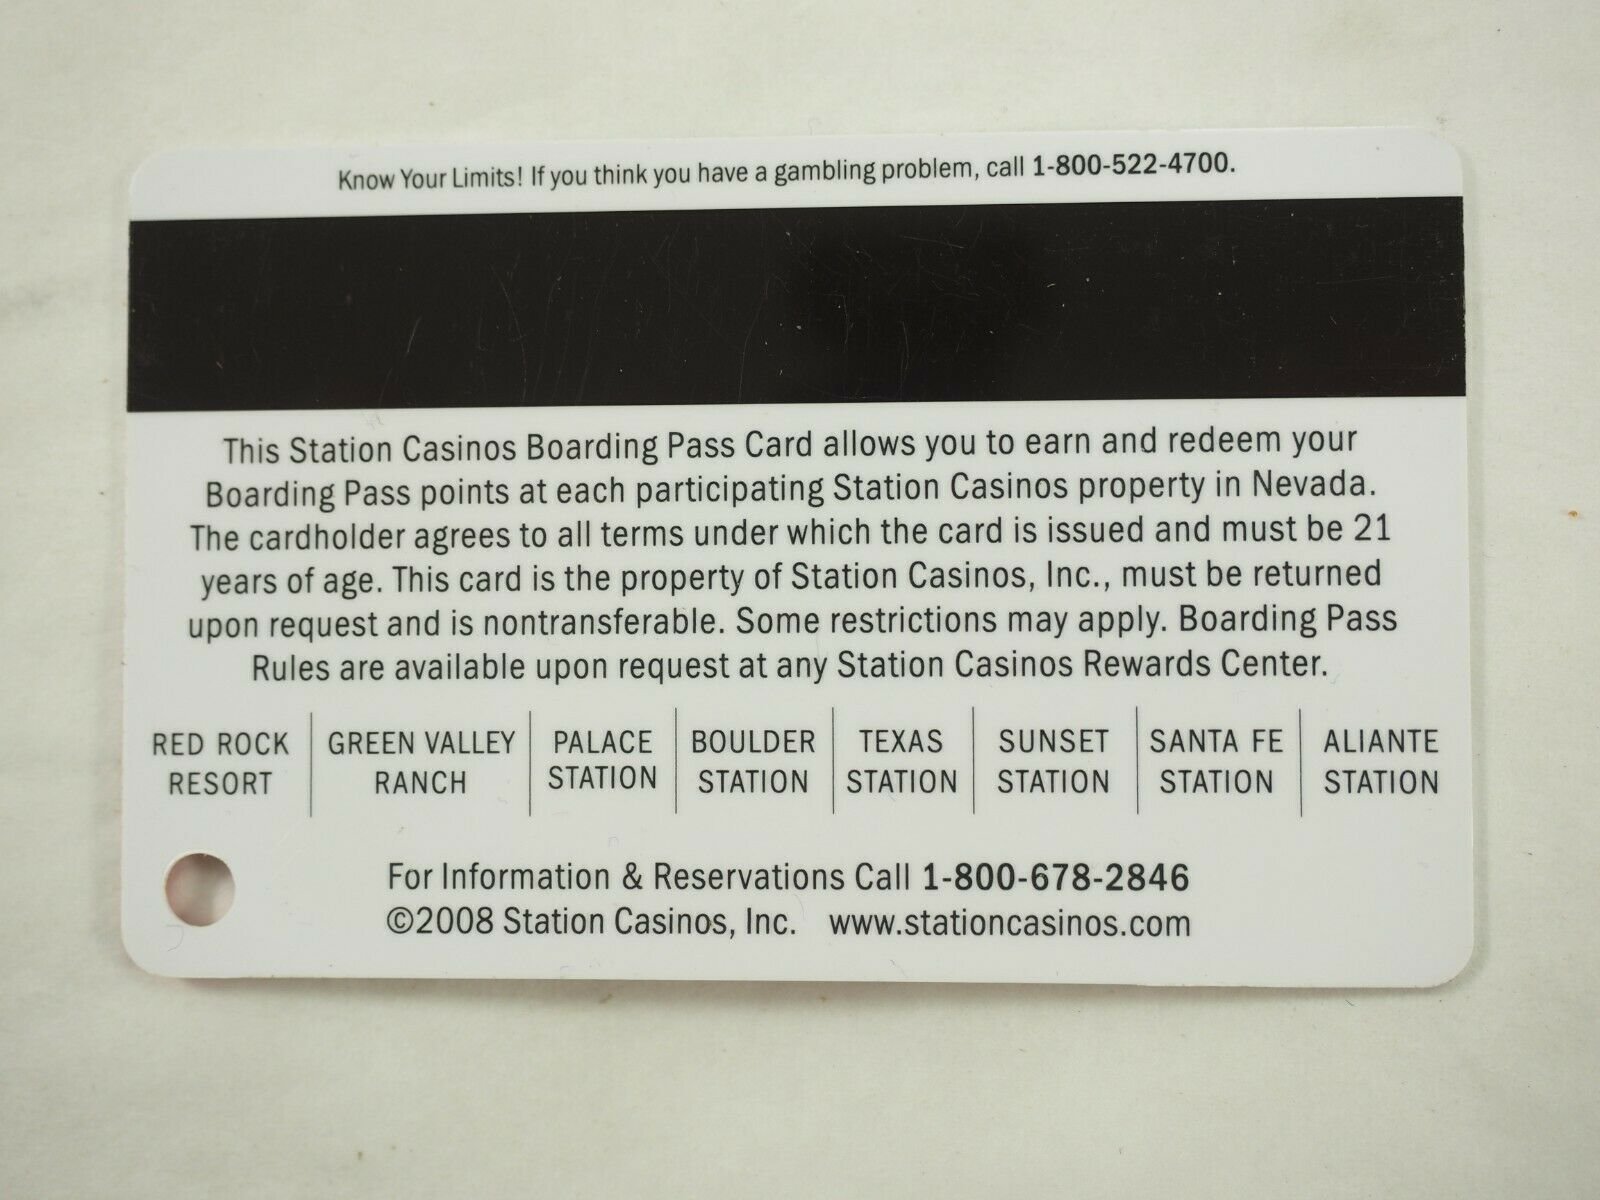 Know Your Limits! If you think you have a gambling problem, call 1-800-522-4700.
This Station Casinos Boarding Pass Card allows you to earn and redeem your
Boarding Pass points at each participating Station Casinos property in Nevada.
The cardholder agrees to all terms under which the card is issued and must be 21
years of age. This card is the property of Station Casinos, Inc., must be returned
upon request and is nontransferable. Some restrictions may apply. Boarding Pass
Rules are available upon request at any Station Casinos Rewards Center.
RED ROCK
RESORT
GREEN VALLEY
RANCH
PALACE
STATION
BOULDER
STATION
TEXAS
STATION
SUNSET
STATION
SANTA FE
STATION
ALIANTE
STATION
For Information & Reservations Call 1-800-678-2846
©2008 Station Casinos, Inc. www.stationcasinos.com